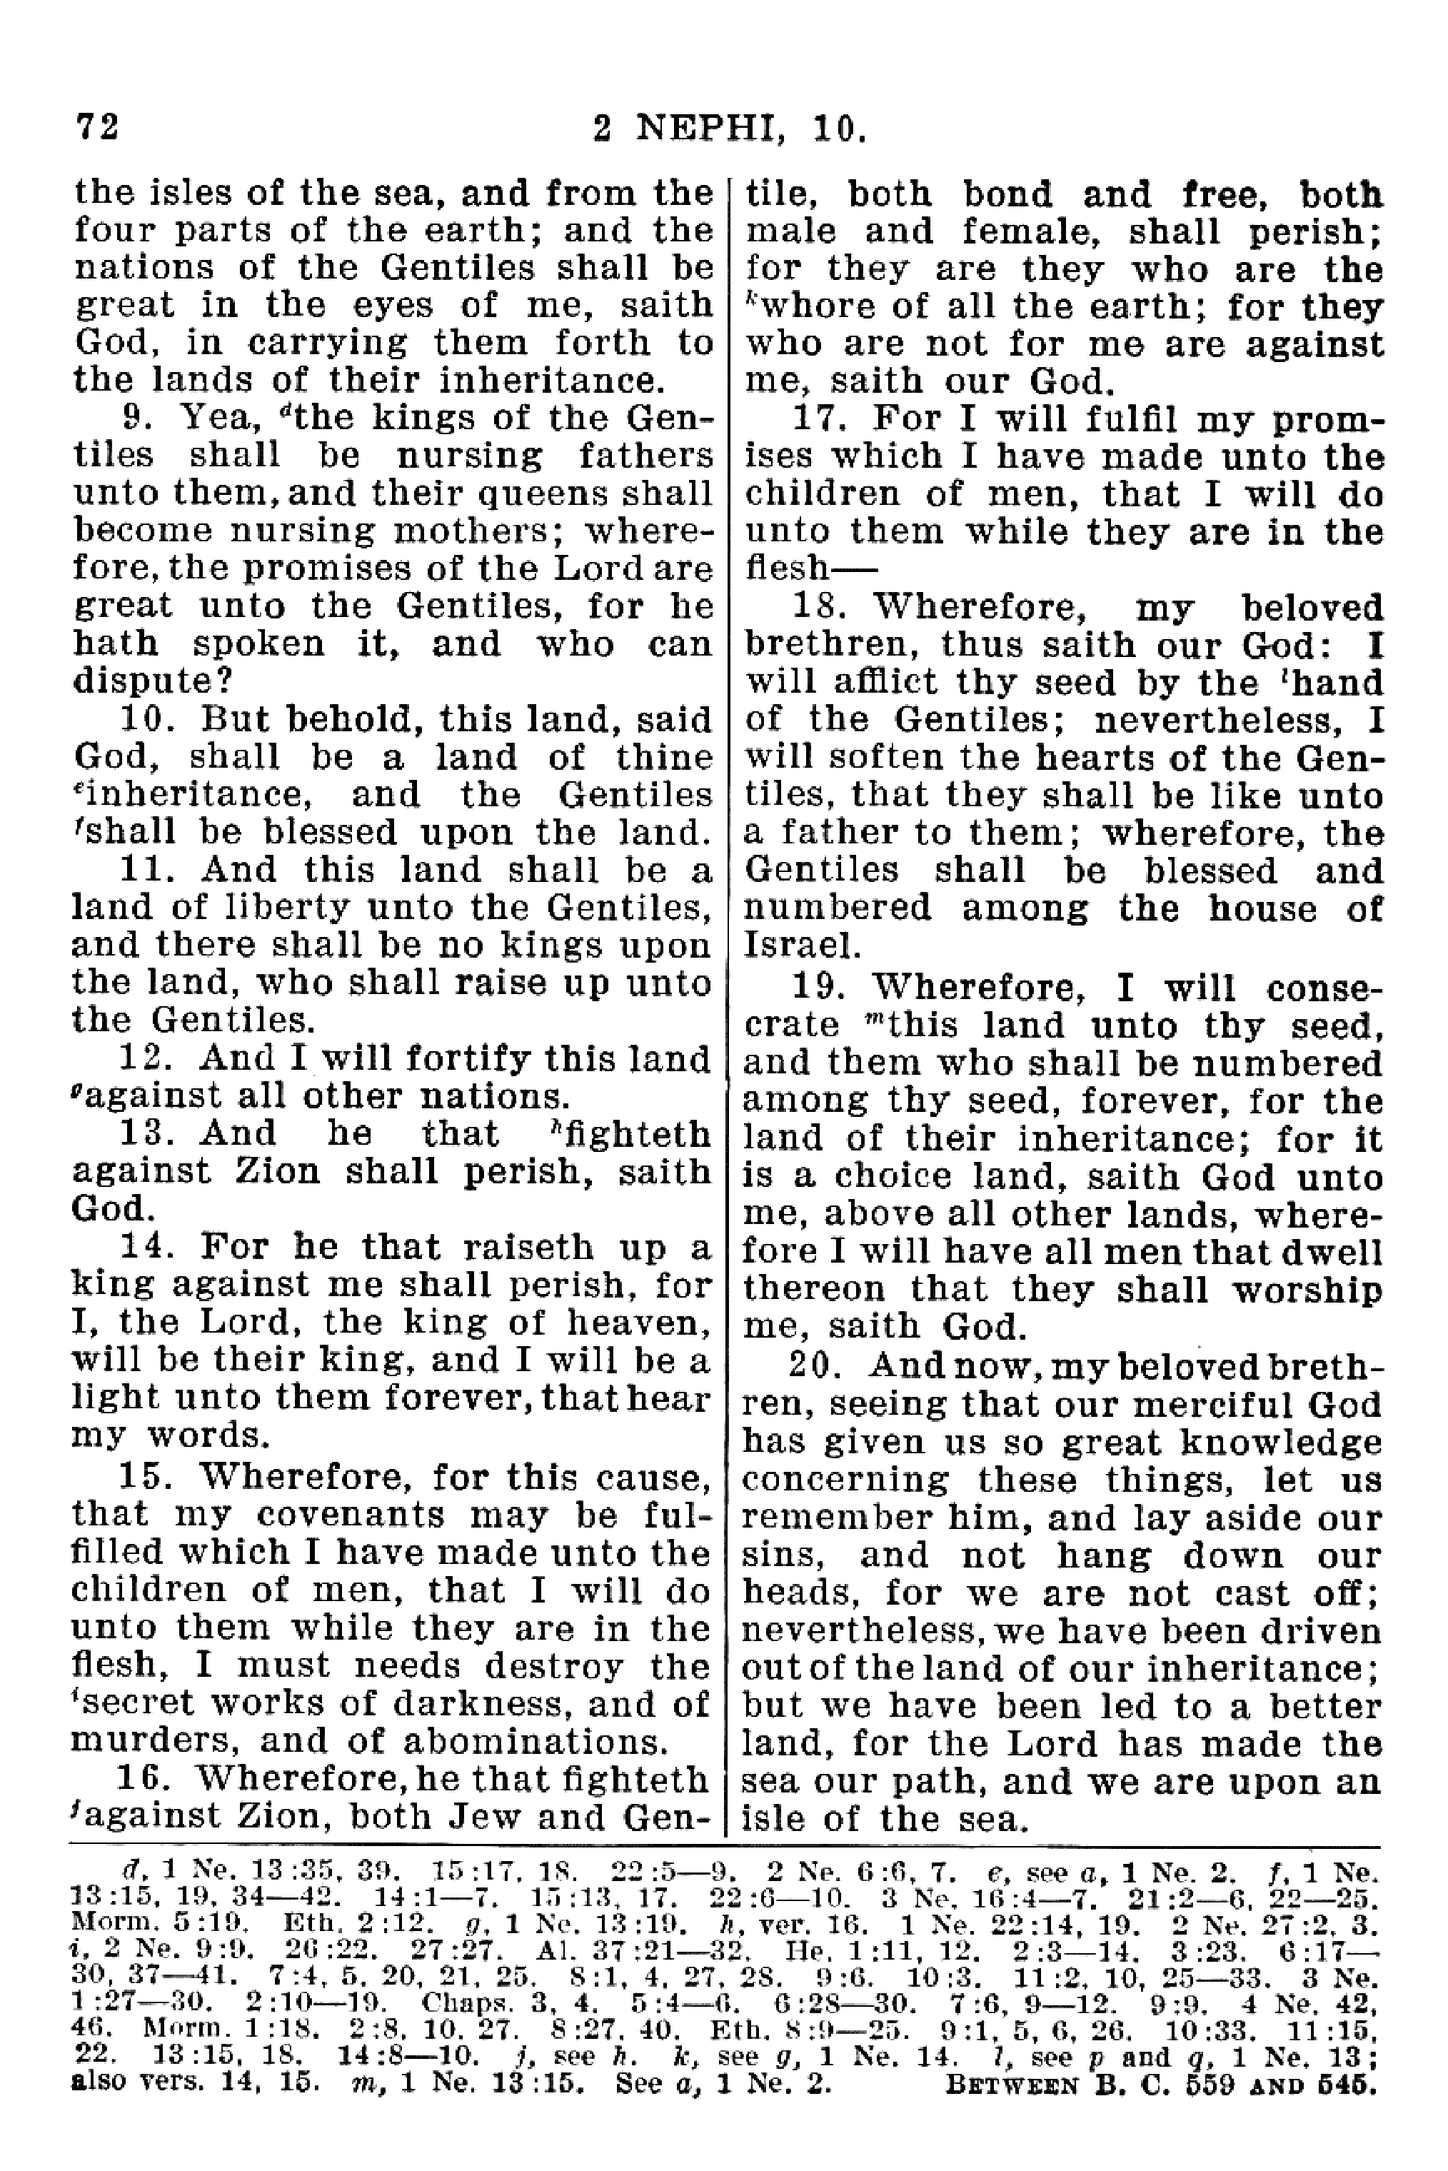 72
2 NEPHI, 10.
the isles of the sea, and from the
four parts of the earth; and the
nations of the Gentiles shall be
great in the eyes of me, saith
God, in carrying them forth to
the lands of their inheritance.
9. Yea, dthe kings of the Gen-
tiles shall be nursing fathers
unto them, and their queens shall
become nursing mothers; where-
fore, the promises of the Lord are
great unto the Gentiles, for he
hath spoken it, and who can
dispute?
10. But behold, this land, said
God, shall be a land of thine
einheritance, and the Gentiles
fshall be blessed upon the land.
11. And this land shall be a
land of liberty unto the Gentiles,
and there shall be no kings upon
the land, who shall raise up unto
the Gentiles.
12. And I will fortify this land
gagainst all other nations.
13. And he that hfighteth
against Zion shall perish, saith
God.
14. For he that raiseth up a
king against me shall perish, for
I, the Lord, the king of heaven,
will be their king, and I will be a
light unto them forever, that hear
my words.
15. Wherefore, for this cause,
that my covenants may be ful-
filled which I have made unto the
children of men, that I will do
unto them while they are in the
flesh, I must needs destroy the
isecret works of darkness, and of
murders, and of abominations.
16. Wherefore, he that fighteth
jagainst Zion, both Jew and Gen-
tile, both bond and free, both
male and female, shall perish;
for they are they who are the
kwhore of all the earth; for they
who are not for me are against
me, saith our God.
17. For I will fulfil my prom-
ises which I have made unto the
children of men, that I will do
unto them while they are in the
flesh—
18. Wherefore, my beloved
brethren, thus saith our God: I
will afflict thy seed by the lhand
of the Gentiles; nevertheless, I
will soften the hearts of the Gen-
tiles, that they shall be like unto
a father to them; wherefore, the
Gentiles shall be blessed and
numbered among the house of
Israel.
19. Wherefore, I will conse-
crate mthis land unto thy seed,
and them who shall be numbered
among thy seed, forever, for the
land of their inheritance; for it
is a choice land, saith God unto
me, above all other lands, where-
fore I will have all men that dwell
thereon that they shall worship
me, saith God.
20. And now, my beloved breth-
ren, seeing that our merciful God
has given us so great knowledge
concerning these things, let us
remember him, and lay aside our
sins, and not hang down our
heads, for we are not cast off;
nevertheless, we have been driven
out of the land of our inheritance;
but we have been led to a better
land, for the Lord has made the
sea our path, and we are upon an
isle of the sea.
d, 1 Ne. 13:35, 39. 15:17, 18. 22:5—9. 2 Ne. 6:6, 7. e, see a, 1 Ne. 2. f, 1 Ne.
13:15, 19, 34—42. 14:1—7. 15:13, 17. 22:6—10. 3 Ne. 16:4—7. 21:2—6, 22—25.
Morm. 5:19. Eth. 2:12. g, 1 Ne. 13:19. h, ver. 16. 1 Ne. 22:14, 19. 2 Ne. 27:2, 3.
i, 2 Ne. 9:9. 26:22. 27:27. Al. 37:21—32. He. 1:11, 12. 2:3—14. 3:23. 6:17—
30, 37—41. 7:4, 5, 20, 21, 25. 8:1, 4, 27, 28. 9:6. 10:3. 11:2, 10, 25—33. 3 Ne.
1:27—30. 2:10—19. Chaps. 3, 4. 5:4—6. 6:28—30. 7:6, 9—12. 9:9. 4 Ne. 42,
46. Morm. 1:18. 2:8, 10, 27. 8:27, 40. Eth. 8:9—25. 9:1, 5, 6, 26. 10:33. 11:15,
22. 13:15, 18. 14:8—10. j, see h. k, see g, 1 Ne. 14. l, see p and q, 1 Ne. 13;
also vers. 14, 15. m, 1 Ne. 13:15. See a, 1 Ne. 2. BETWEEN B. C. 559 AND 545.